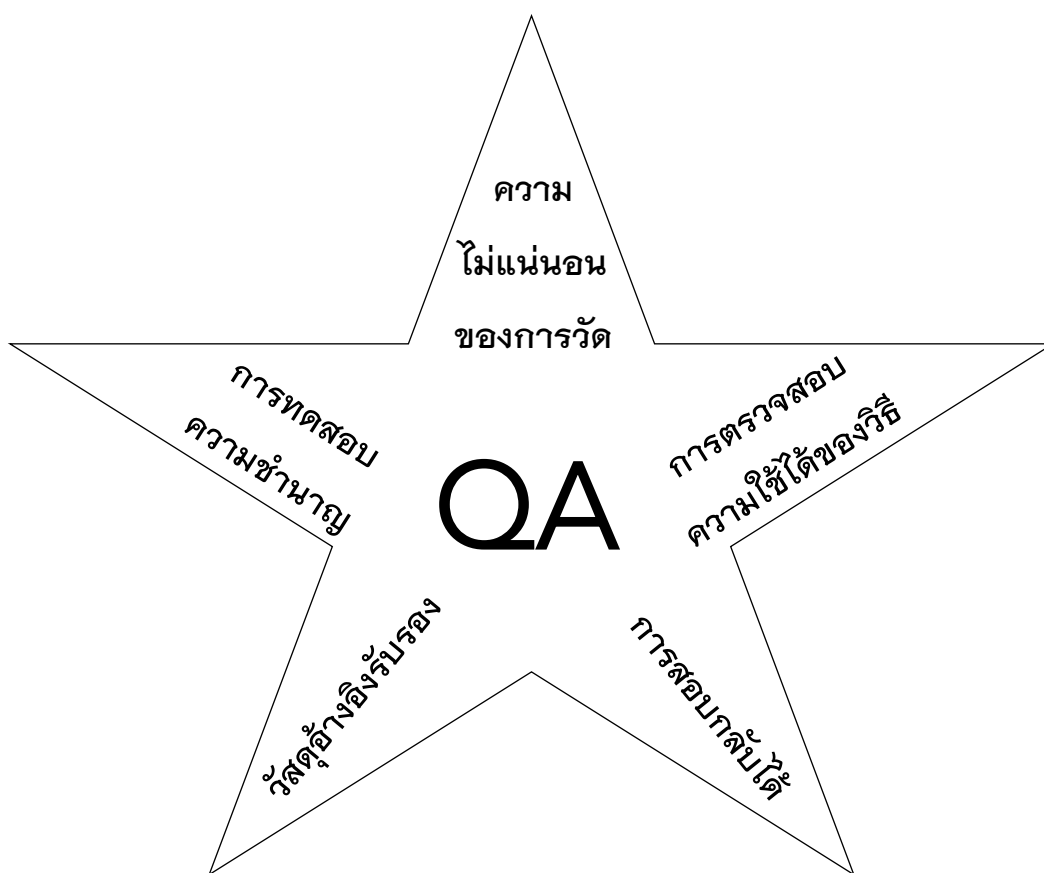 ความ
ไม่แน่นอน
ของการวัด
การทดสอบ
ความชำนาญ
การตรวจสอบ
ความใช้ได้ของวิธี
QA
วัสดุอ้างอิงรับรอง
การสอบกลับได้